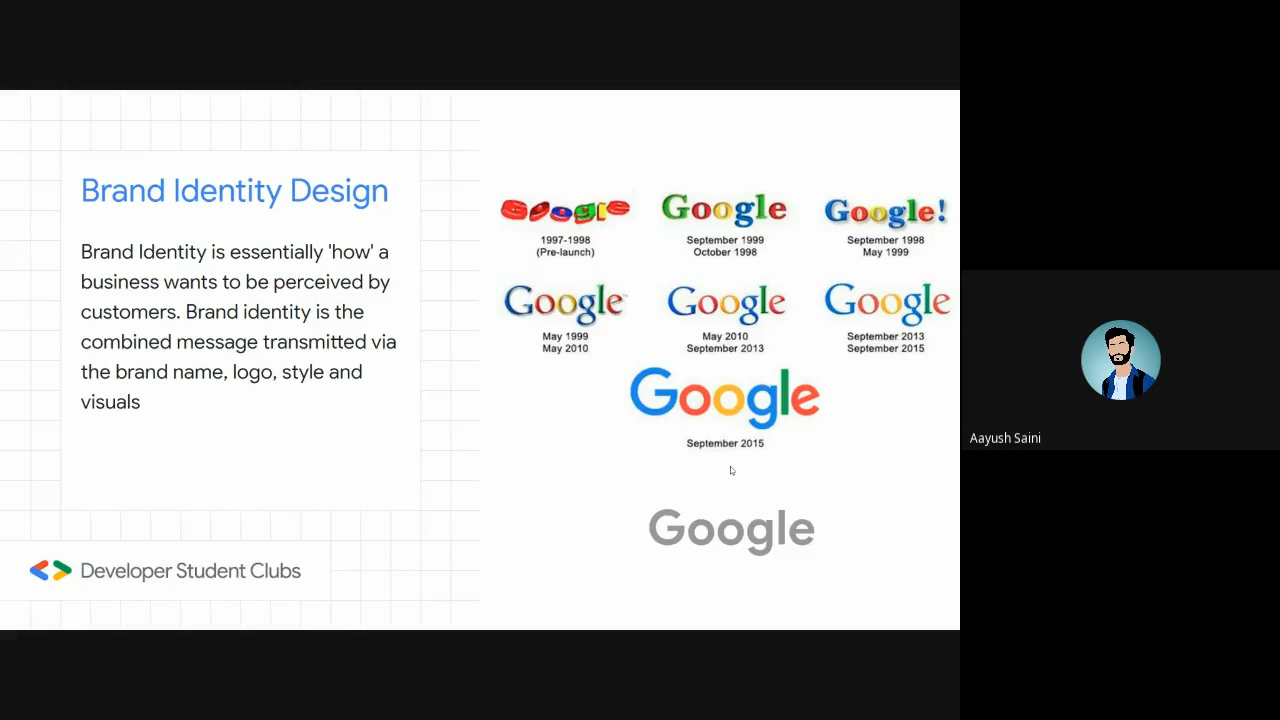 Brand Identity Design
Brand Identity is essentially 'how' a
business wants to be perceived by
customers. Brand identity is the
combined message transmitted via
the brand name, logo, style and
visuals
Developer Student Clubs
Google
1997-1998
(Pre-launch)
Google
September 1999
October 1998
Google!
September 1998
May 1999
Google
May 1999
May 2010
Google
May 2010
September 2013
Google
September 2013
September 2015
Google
September 2015
Google
Aayush Saini